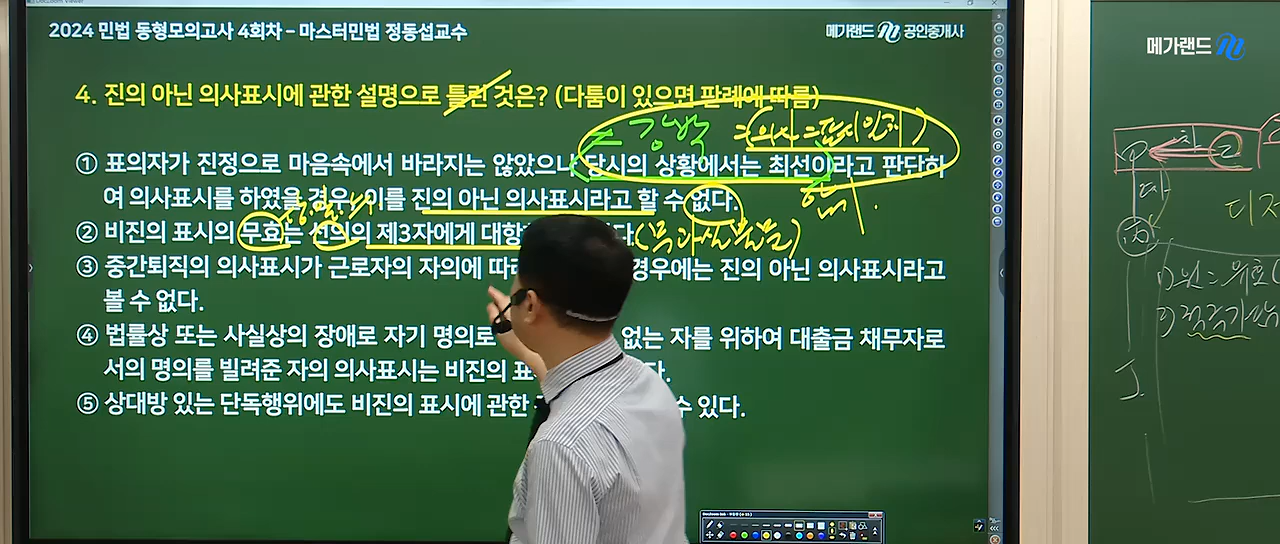 2024 민법 동형모의고사 4회차 – 마스터민법 정동섭교수
메가랜드 공인중개사
메가랜드
4. 진의 아닌 의사표시에 관한 설명으로 틀린 것은? (다툼이 있으면 판례에 따름)
= 강박 = (의사=표시일치)
① 표의자가 진정으로 마음속에서 바라지는 않았으나 당시의 상황에서는 최선이라고 판단하
여 의사표시를 하였을 경우, 이를 진의 아닌 의사표시라고 할 수 없다.
② 비진의 표시의 무효는 선의의 제3자에게 대항 다. (무과실불문)
③ 중간퇴직의 의사표시가 근로자의 자의에 따 경우에는 진의 아닌 의사표시라고
볼 수 없다.
④ 법률상 또는 사실상의 장애로 자기 명의로 없는 자를 위하여 대출금 채무자로
서의 명의를 빌려준 자의 의사표시는 비진의 표 다.
⑤ 상대방 있는 단독행위에도 비진의 표시에 관한 수 있다.